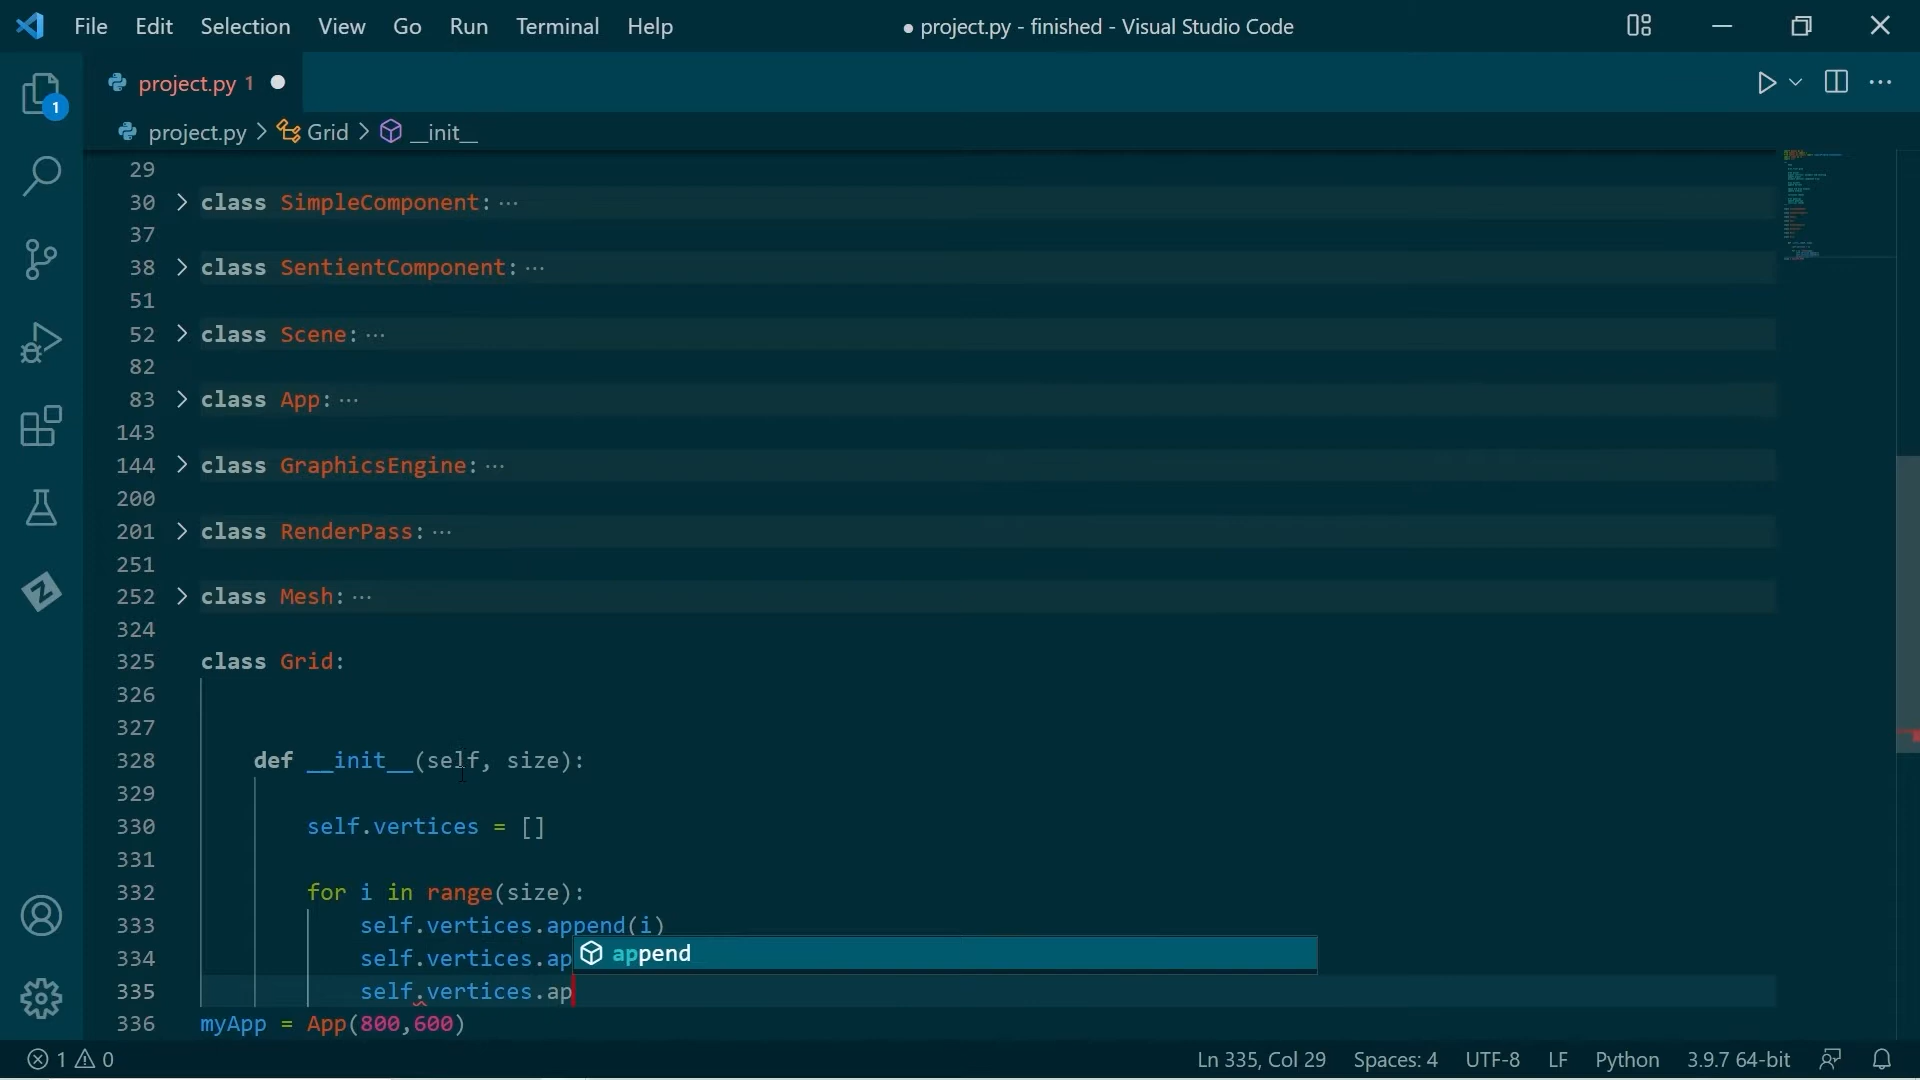 File Edit Selection View Go Run Terminal Help ● project.py - finished - Visual Studio Code
project.py 1
1
project.py > Grid > __init__
29
30 class SimpleComponent: ···
37
38 class SentientComponent: ···
51
52 class Scene: ···
82
83 class App: ···
143
144 class GraphicsEngine: ···
200
201 class RenderPass: ···
251
252 class Mesh: ···
324
325 class Grid:
326
327
328 def __init__(self, size):
329
330 self.vertices = []
331
332 for i in range(size):
333 self.vertices.append(i)
334 self.vertices.ap
append
335 self.vertices.ap
336 myApp = App(800,600)
1 0 Ln 335, Col 29 Spaces: 4 UTF-8 LF Python 3.9.7 64-bit